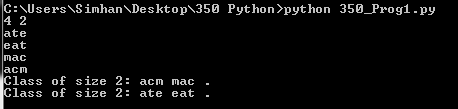 C:\Users\Simhan\Desktop\350 Python>python 350_Prog1.py
4 2
ate
eat
mac
acm
Class of size 2: acm mac .
Class of size 2: ate eat .